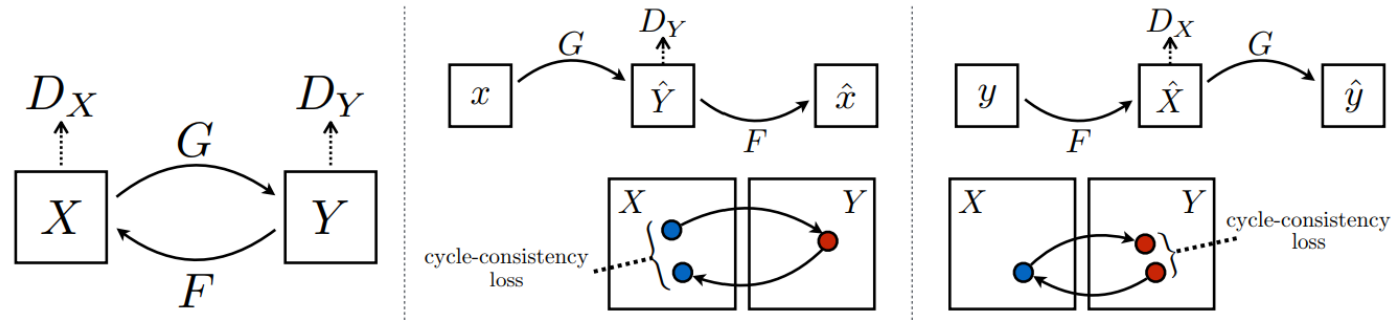 D_X
D_Y
G
X
Y
F
D_Y
G
x
Ŷ
x̂
F
X
Y
cycle-consistency
loss
D_X
G
y
X̂
ŷ
F
X
Y
cycle-consistency
loss